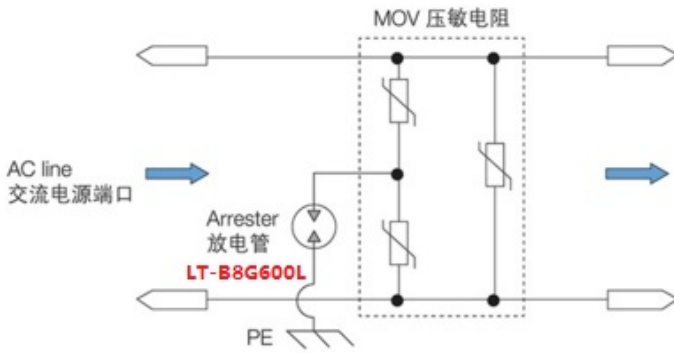 MOV 压敏电阻
AC line
交流电源端口
Arrester
放电管
LT-B8G600L
PE